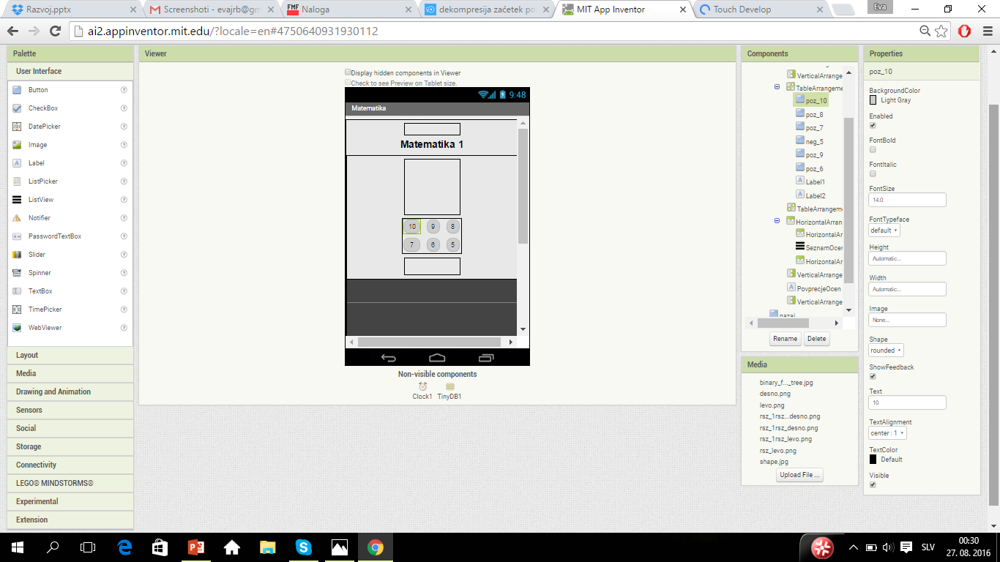 Razvoj.pptx
Screenshoti - evajrb@gm
FMF Naloga
dekompresija začetek po
MIT App Inventor
Touch Develop
Eva
ai2.appinventor.mit.edu/?locale=en#4750640931930112
Palette
User Interface
Button
CheckBox
DatePicker
Image
Label
ListPicker
ListView
Notifier
PasswordTextBox
Slider
Spinner
TextBox
TimePicker
WebViewer
Layout
Media
Drawing and Animation
Sensors
Social
Storage
Connectivity
LEGO® MINDSTORMS®
Experimental
Extension
Viewer
Display hidden components in Viewer
Check to see Preview on Tablet size.
9:48
Matematika
Matematika 1
10 9 8
7 6 5
Non-visible components
Clock1 TinyDB1
Components
VerticalArrange
TableArrangeme
poz_10
poz_8
poz_7
neg_5
poz_9
poz_6
Label1
Label2
TableArrangeme
HorizontalArran
HorizontalAr
SeznamOcer
HorizontalAr
VerticalArrange
PovprecjeOcen
VerticalArrange
nazaj
Rename Delete
Media
binary_f..._tree.jpg
desno.png
levo.png
rsz_1rsz...desno.png
rsz_1rsz_desno.png
rsz_1rsz_levo.png
rsz_levo.png
shape.jpg
Upload File ...
Properties
poz_10
BackgroundColor
Light Gray
Enabled
FontBold
FontItalic
FontSize
14.0
FontTypeface
default
Height
Automatic...
Width
Automatic...
Image
None...
Shape
rounded
ShowFeedback
Text
10
TextAlignment
center : 1
TextColor
Default
Visible
SLV
00:30
27. 08. 2016